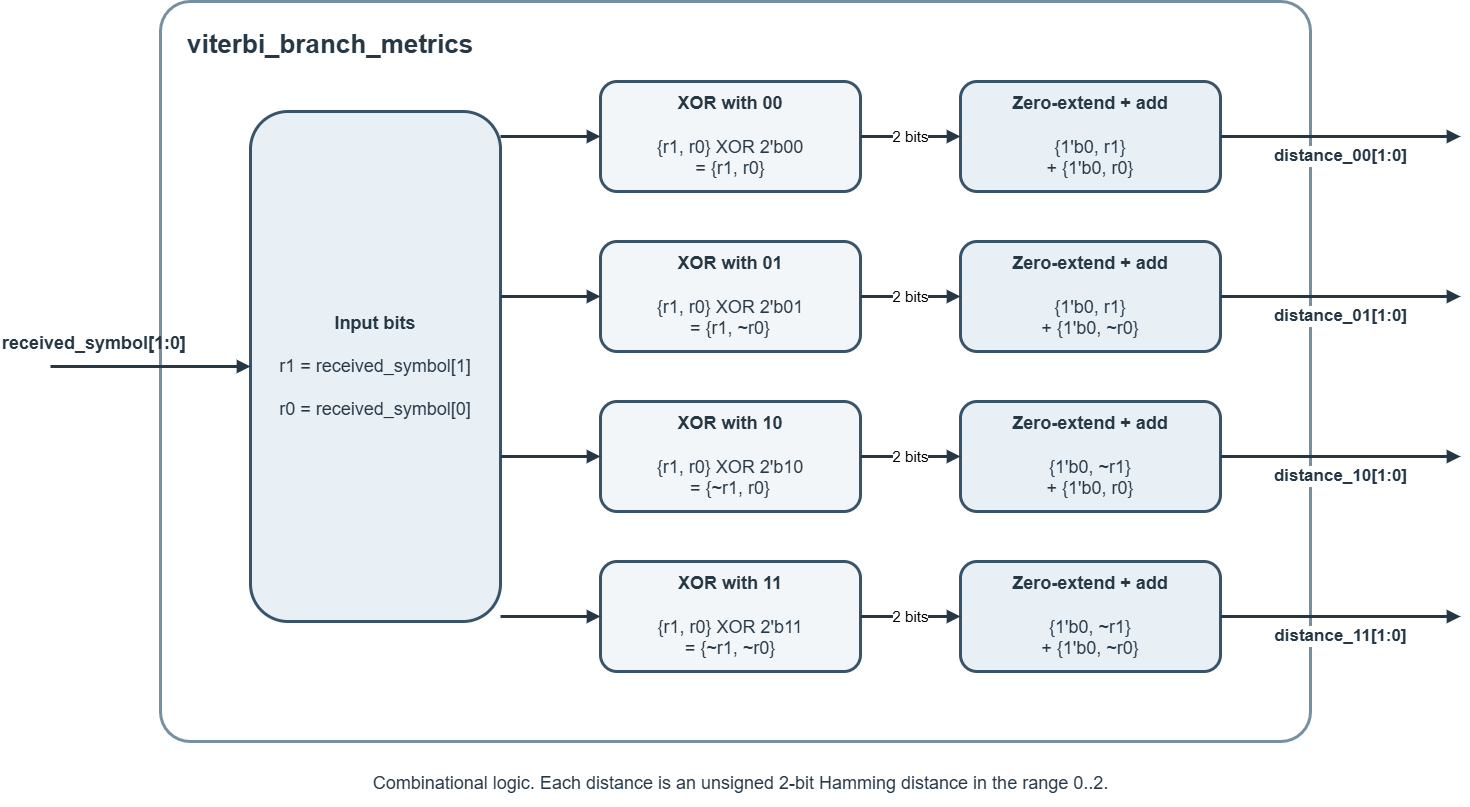 viterbi_branch_metrics
received_symbol[1:0]
Input bits
r1 = received_symbol[1]
r0 = received_symbol[0]
XOR with 00
{r1, r0} XOR 2'b00
= {r1, r0}
2 bits
Zero-extend + add
{1'b0, r1}
+ {1'b0, r0}
distance_00[1:0]
XOR with 01
{r1, r0} XOR 2'b01
= {r1, ~r0}
2 bits
Zero-extend + add
{1'b0, r1}
+ {1'b0, ~r0}
distance_01[1:0]
XOR with 10
{r1, r0} XOR 2'b10
= {~r1, r0}
2 bits
Zero-extend + add
{1'b0, ~r1}
+ {1'b0, r0}
distance_10[1:0]
XOR with 11
{r1, r0} XOR 2'b11
= {~r1, ~r0}
2 bits
Zero-extend + add
{1'b0, ~r1}
+ {1'b0, ~r0}
distance_11[1:0]
Combinational logic. Each distance is an unsigned 2-bit Hamming distance in the range 0..2.